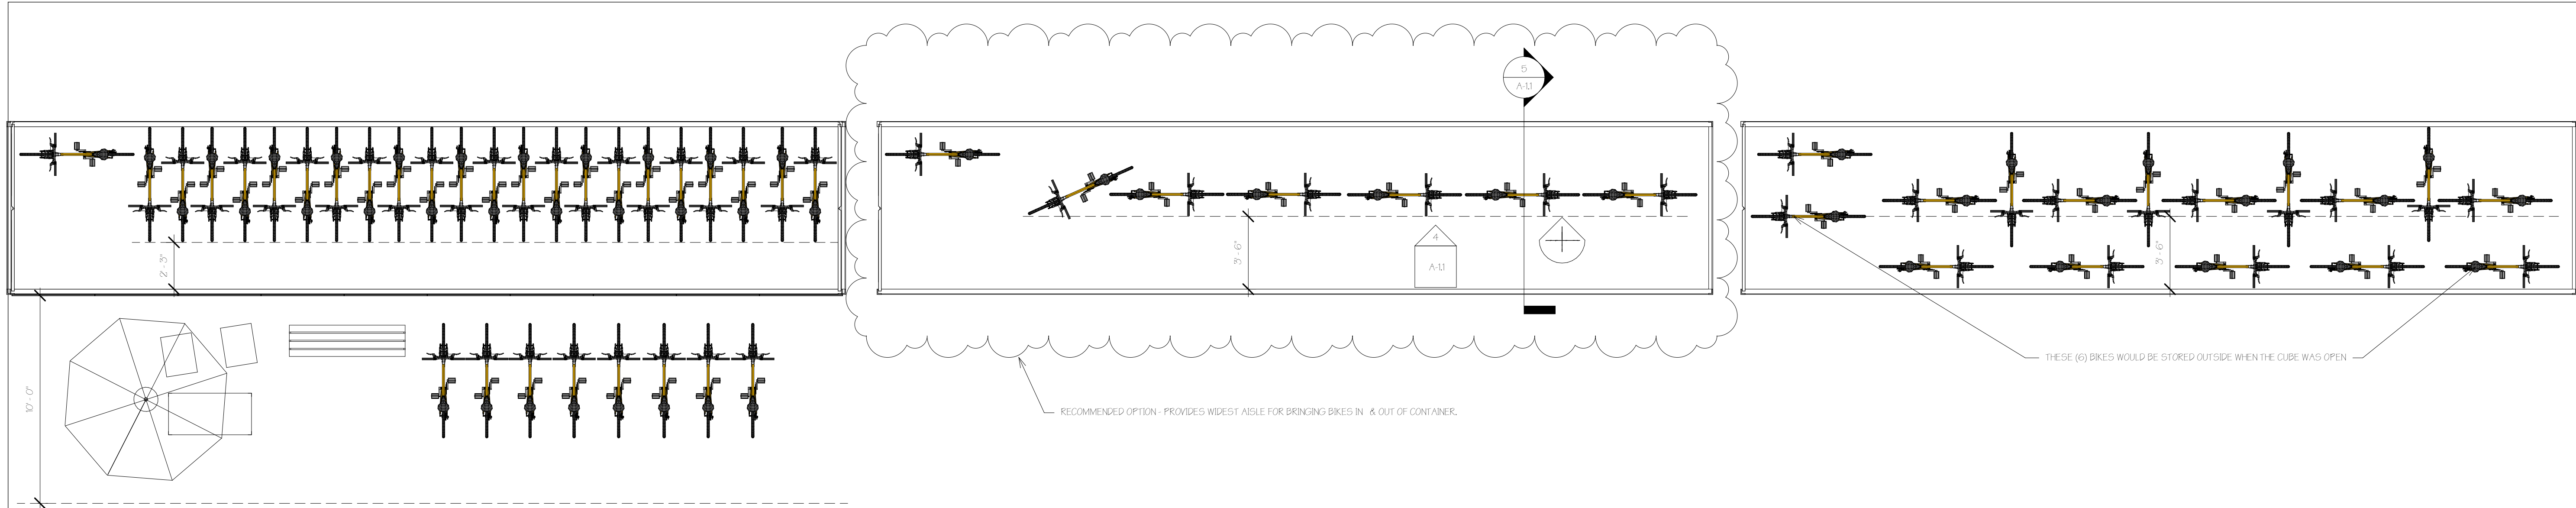 5
A-1.1
2' - 3"
3' - 6"
4
A-1.1
3' - 6"
THESE (6) BIKES WOULD BE STORED OUTSIDE WHEN THE CUBE WAS OPEN
10' - 0"
RECOMMENDED OPTION - PROVIDES WIDEST AISLE FOR BRINGING BIKES IN & OUT OF CONTAINER.